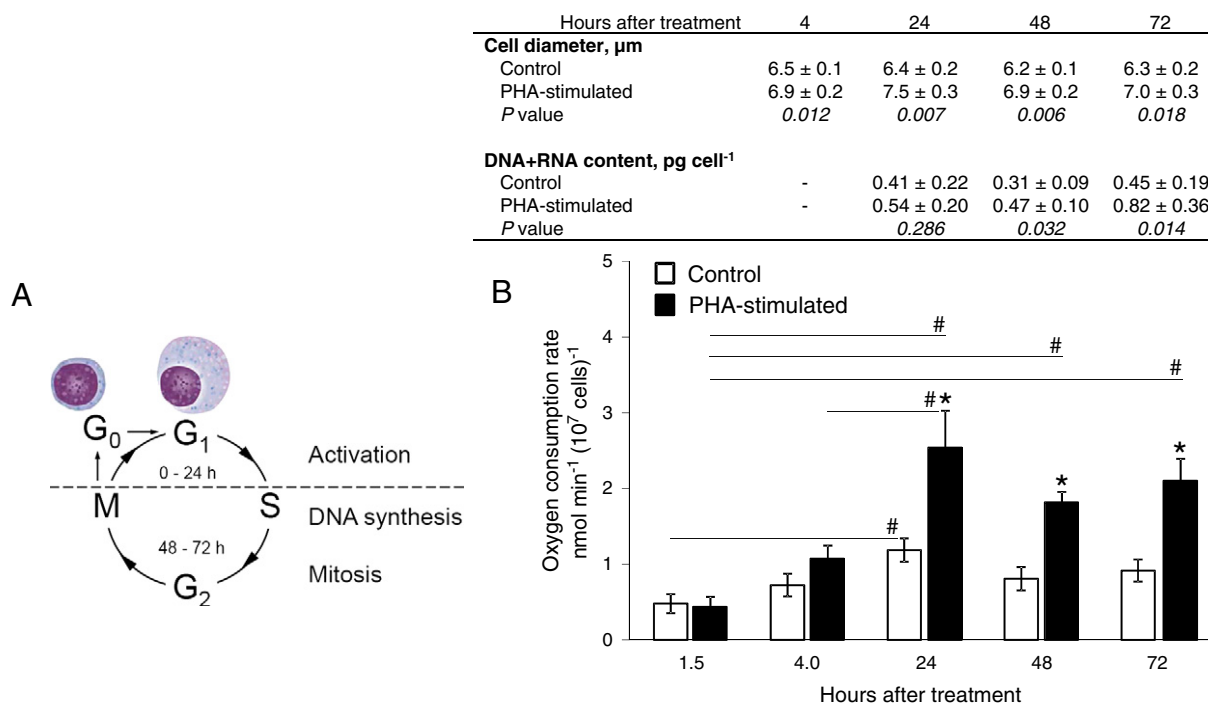 Hours after treatment 4 24 48 72
Cell diameter, µm
Control 6.5 ± 0.1 6.4 ± 0.2 6.2 ± 0.1 6.3 ± 0.2
PHA-stimulated 6.9 ± 0.2 7.5 ± 0.3 6.9 ± 0.2 7.0 ± 0.3
P value 0.012 0.007 0.006 0.018
DNA+RNA content, pg cell⁻¹
Control - 0.41 ± 0.22 0.31 ± 0.09 0.45 ± 0.19
PHA-stimulated - 0.54 ± 0.20 0.47 ± 0.10 0.82 ± 0.36
P value 0.286 0.032 0.014
A
G₀
G₁
0 - 24 h
Activation
M
S
DNA synthesis
48 - 72 h
Mitosis
G₂
B
Control
PHA-stimulated
Oxygen consumption rate
nmol min⁻¹ (10⁷ cells)⁻¹
5
4
3
2
1
0
#
#
#
#*
*
*
#
1.5 4.0 24 48 72
Hours after treatment